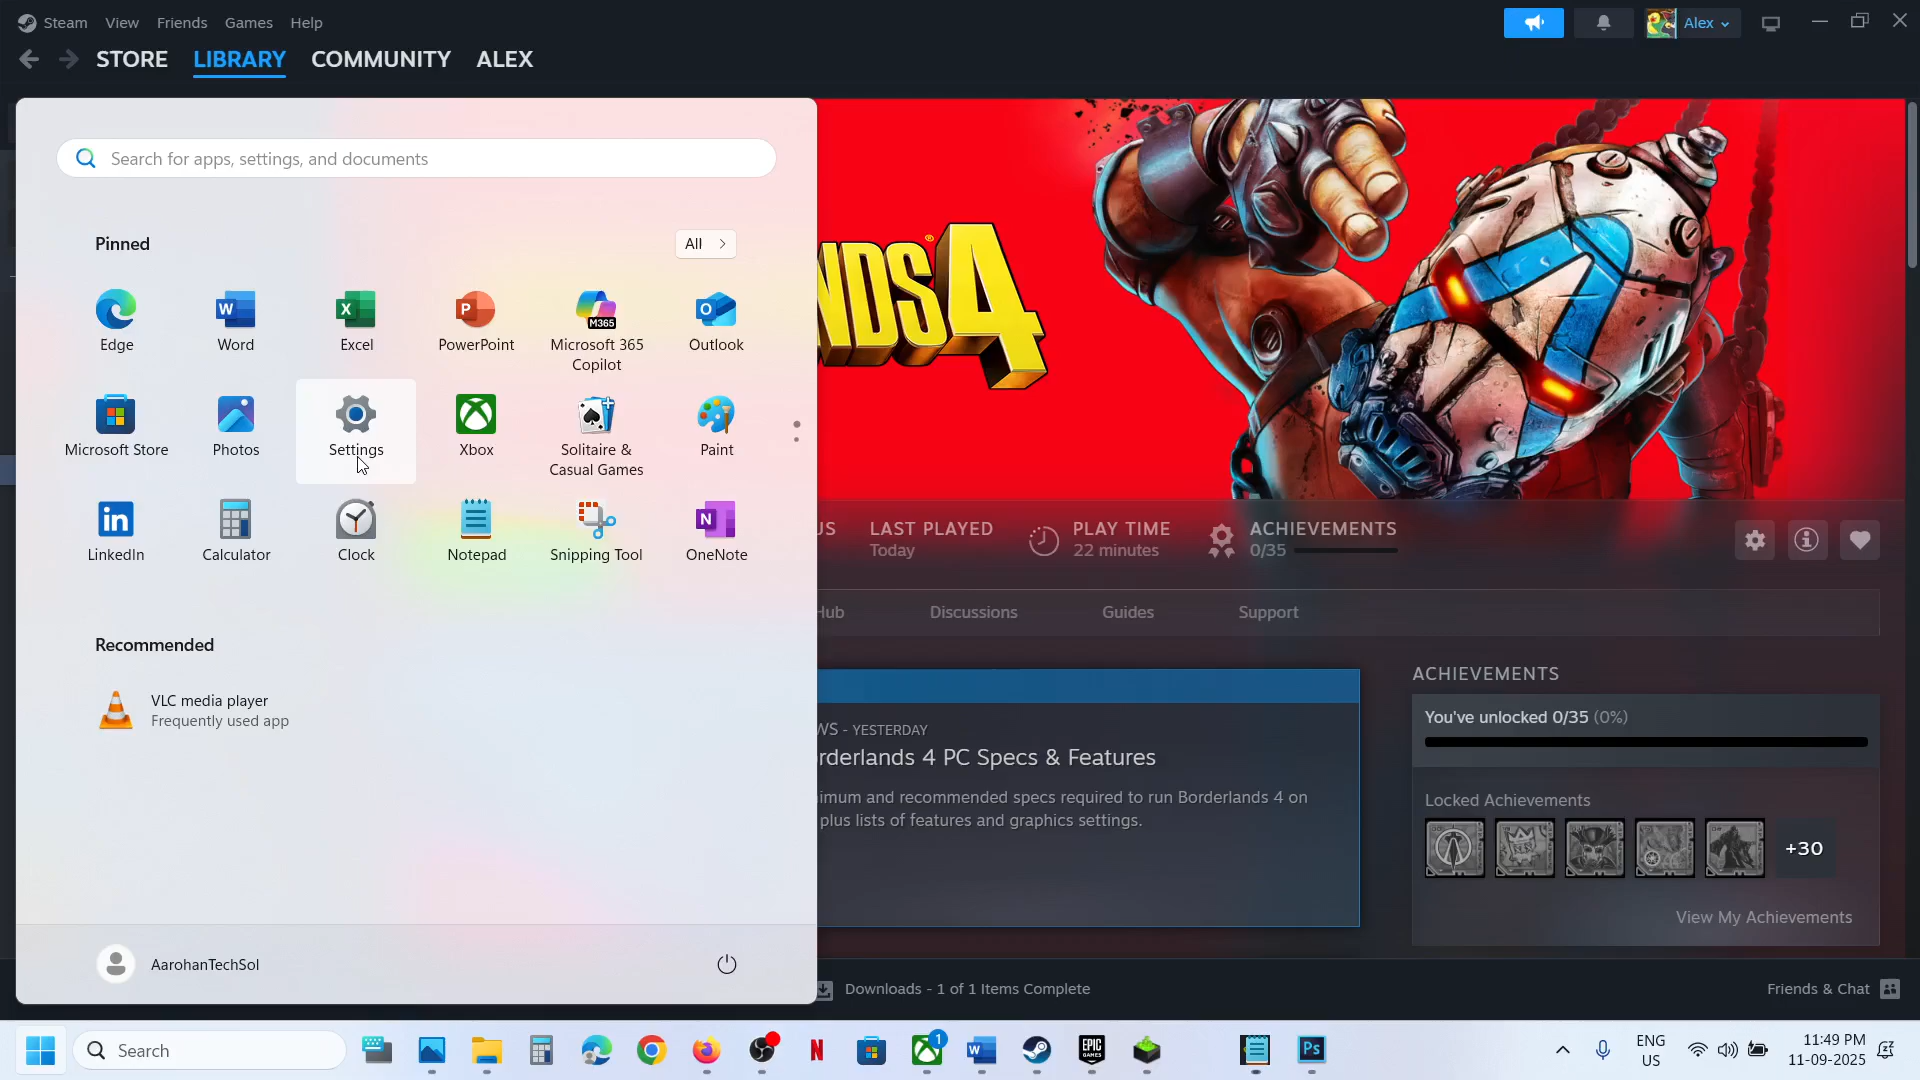 Steam View Friends Games Help
Alex
STORE LIBRARY COMMUNITY ALEX
Search for apps, settings, and documents
Pinned
All
Edge Word Excel PowerPoint Microsoft 365 Copilot Outlook
Microsoft Store Photos Settings Xbox Solitaire & Casual Games Paint
LinkedIn Calculator Clock Notepad Snipping Tool OneNote
Recommended
VLC media player
Frequently used app
AarohanTechSol
NDS 4
US LAST PLAYED PLAY TIME ACHIEVEMENTS
Today 22 minutes 0/35
Hub Discussions Guides Support
WS - YESTERDAY
rderlands 4 PC Specs & Features
imum and recommended specs required to run Borderlands 4 on
plus lists of features and graphics settings.
ACHIEVEMENTS
You've unlocked 0/35 (0%)
Locked Achievements
+30
View My Achievements
Downloads - 1 of 1 Items Complete
Friends & Chat
Search
1
ENG
US
11:49 PM
11-09-2025